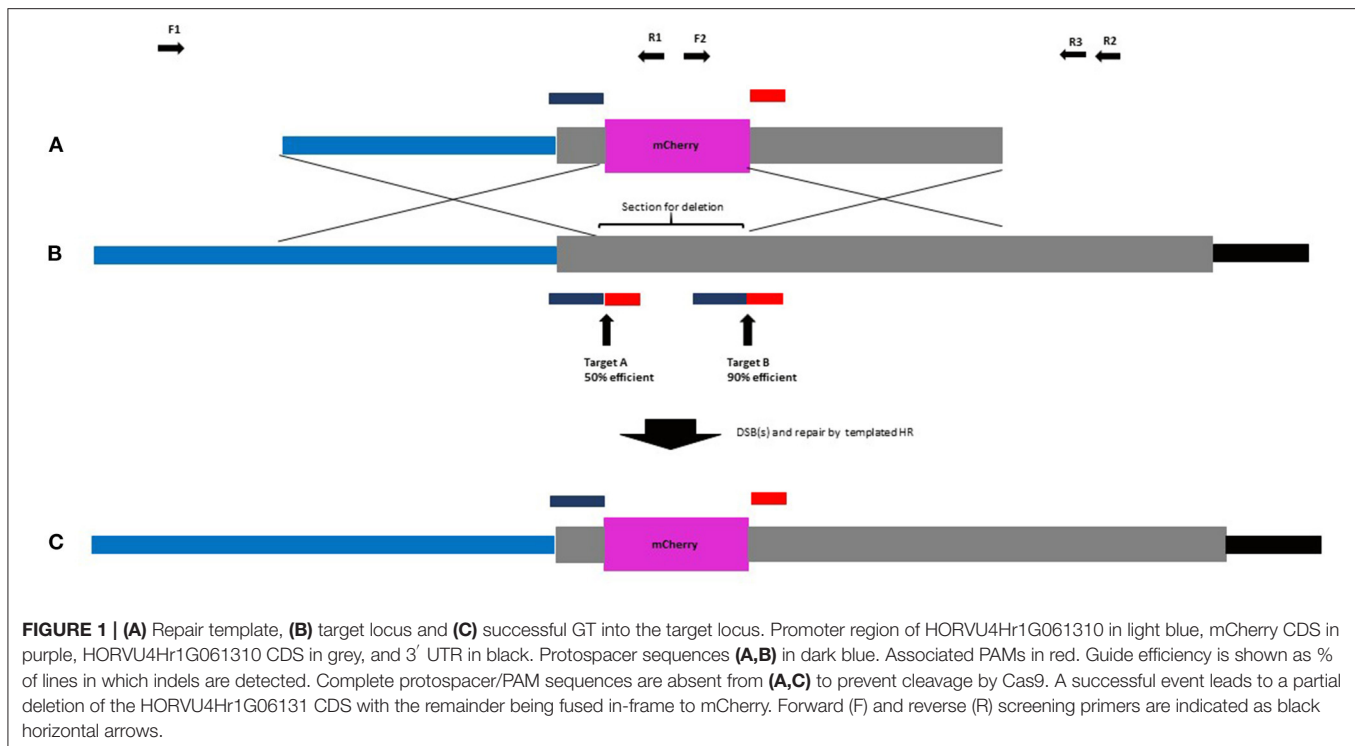 F1
R1 F2
R3 R2
A
mCherry
Section for deletion
B
Target A
50% efficient
Target B
90% efficient
DSB(s) and repair by templated HR
C
mCherry
FIGURE 1 | (A) Repair template, (B) target locus and (C) successful GT into the target locus. Promoter region of HORVU4Hr1G061310 in light blue, mCherry CDS in
purple, HORVU4Hr1G061310 CDS in grey, and 3′ UTR in black. Protospacer sequences (A,B) in dark blue. Associated PAMs in red. Guide efficiency is shown as %
of lines in which indels are detected. Complete protospacer/PAM sequences are absent from (A,C) to prevent cleavage by Cas9. A successful event leads to a partial
deletion of the HORVU4Hr1G06131 CDS with the remainder being fused in-frame to mCherry. Forward (F) and reverse (R) screening primers are indicated as black
horizontal arrows.